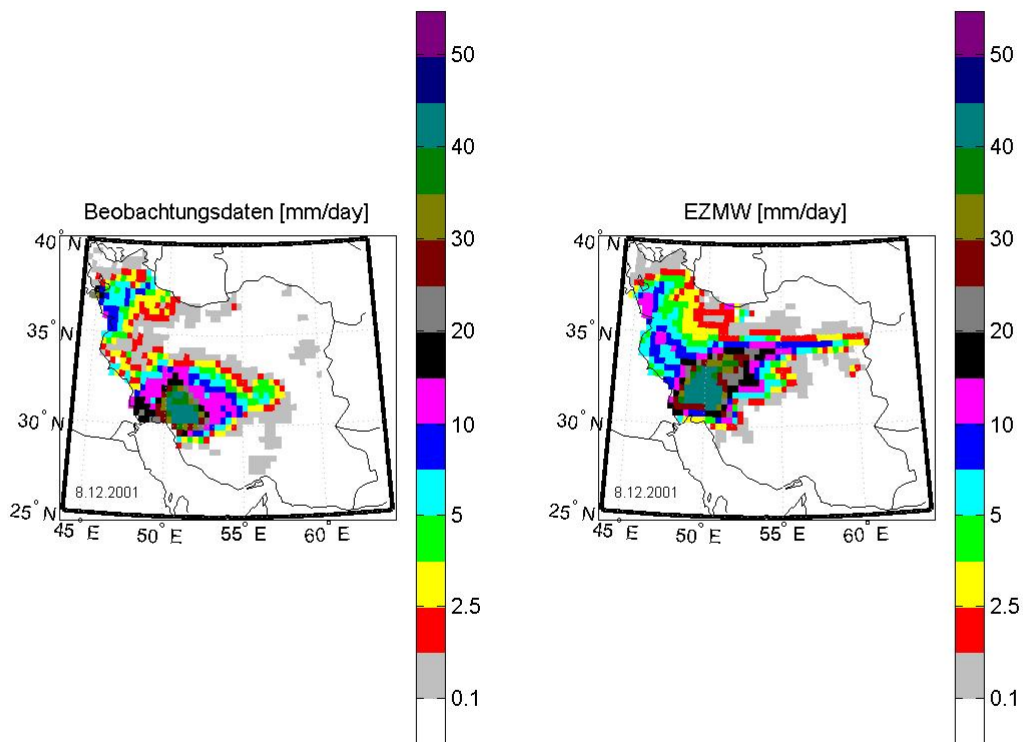 Beobachtungsdaten [mm/day]
40° N
35° N
30° N
25° N
45° E
50° E
55° E
60° E
8.12.2001
50
40
30
20
10
5
2.5
0.1
EZMW [mm/day]
40° N
35° N
30° N
25° N
45° E
50° E
55° E
60° E
8.12.2001
50
40
30
20
10
5
2.5
0.1